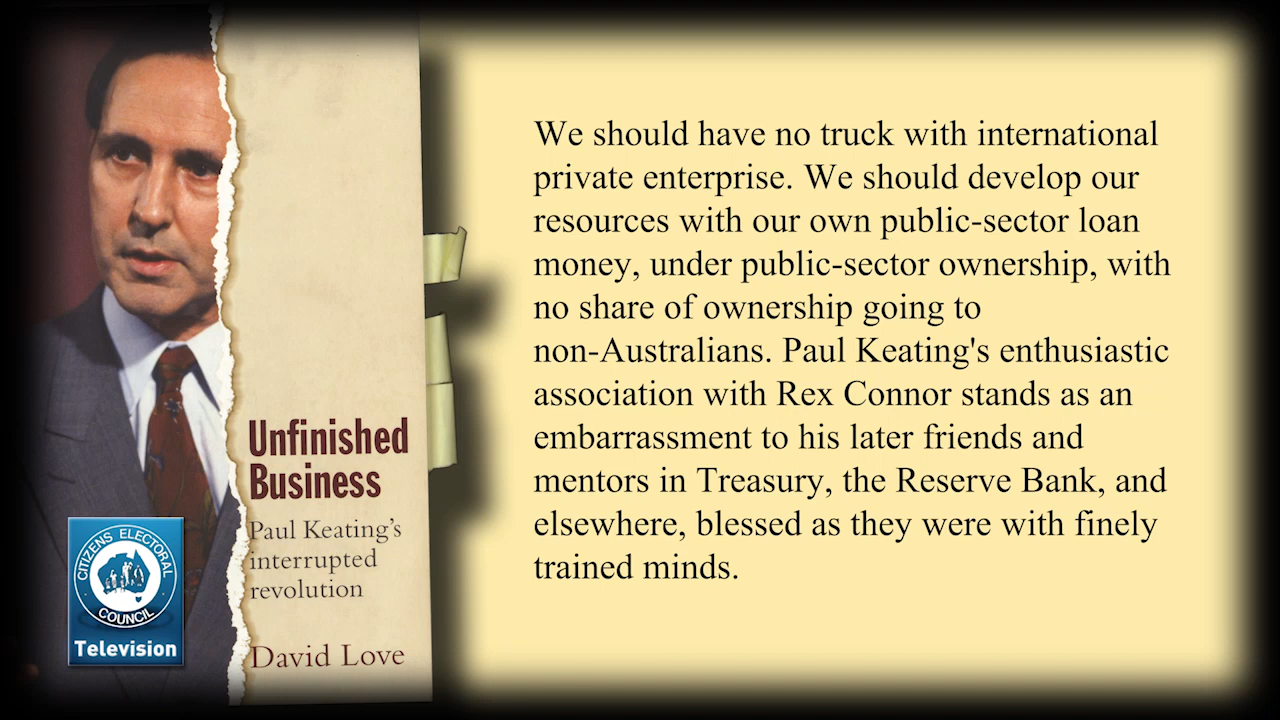 Unfinished
Business
Paul Keating's
interrupted
revolution
David Love
CITIZENS ELECTORAL
COUNCIL
Television
We should have no truck with international
private enterprise. We should develop our
resources with our own public-sector loan
money, under public-sector ownership, with
no share of ownership going to
non-Australians. Paul Keating's enthusiastic
association with Rex Connor stands as an
embarrassment to his later friends and
mentors in Treasury, the Reserve Bank, and
elsewhere, blessed as they were with finely
trained minds.